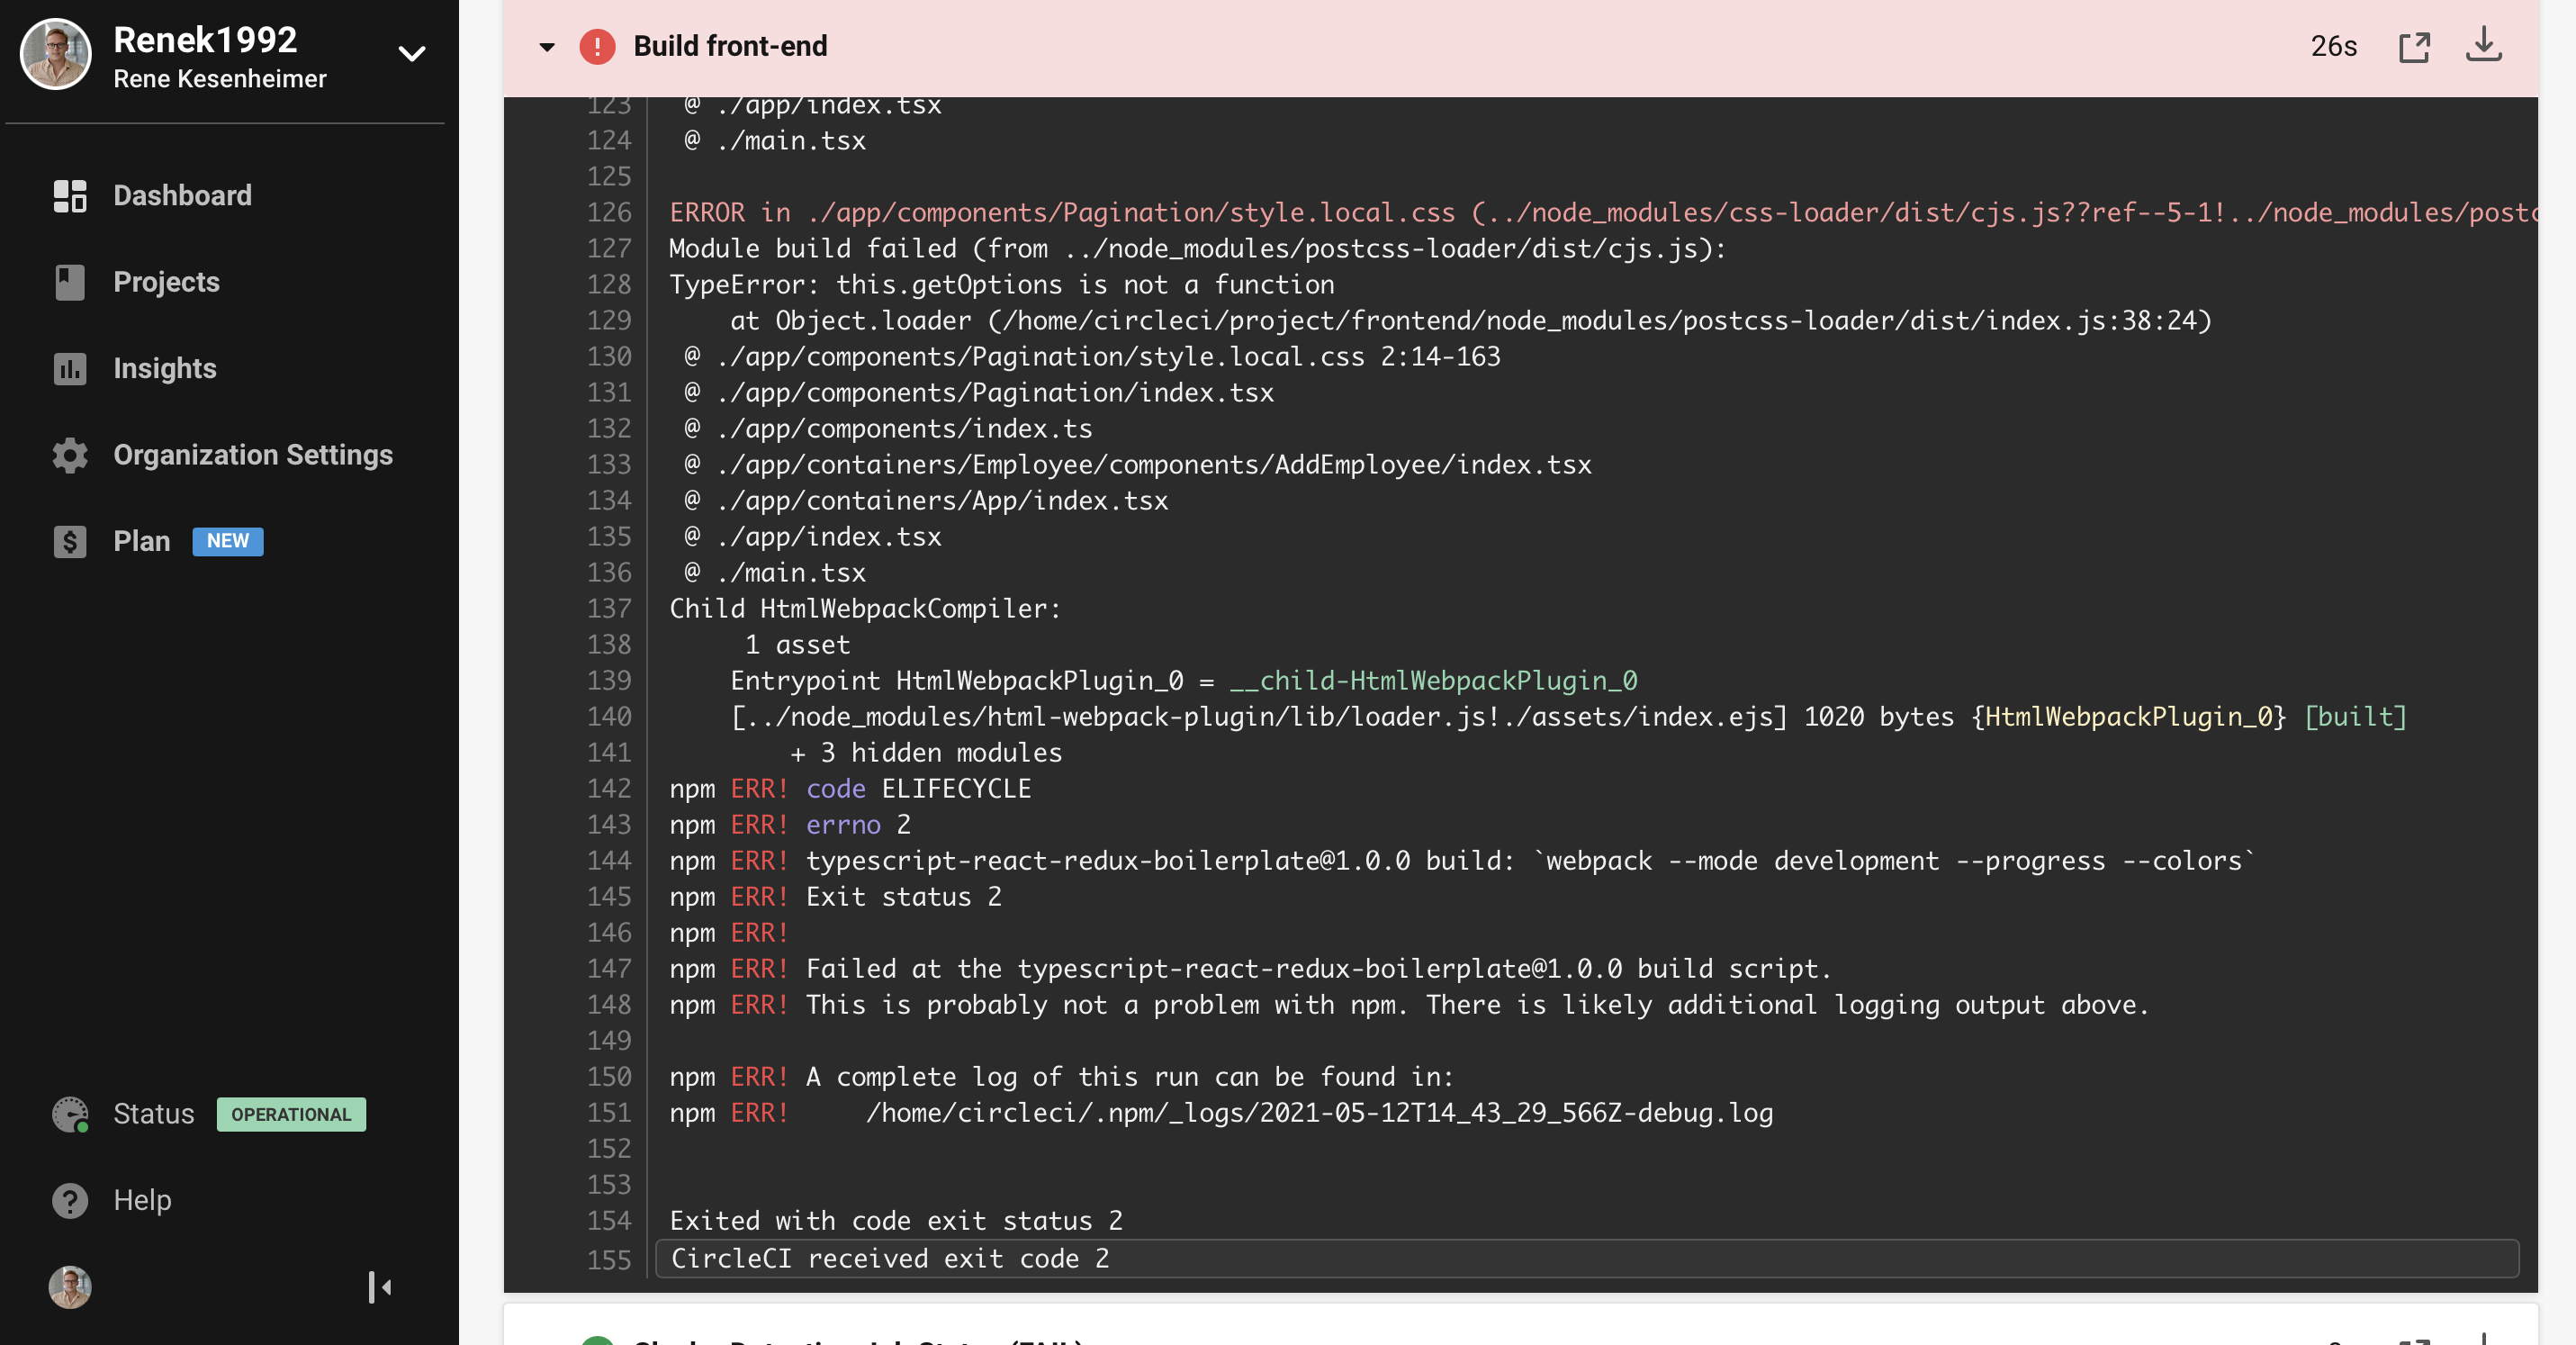 Renek1992
Rene Kesenheimer
Dashboard
Projects
Insights
Organization Settings
Plan NEW
Status OPERATIONAL
Help
Build front-end 26s
123 @ ./app/index.tsx
124 @ ./main.tsx
125
126 ERROR in ./app/components/Pagination/style.local.css (../node_modules/css-loader/dist/cjs.js??ref--5-1!../node_modules/postc
127 Module build failed (from ../node_modules/postcss-loader/dist/cjs.js):
128 TypeError: this.getOptions is not a function
129 at Object.loader (/home/circleci/project/frontend/node_modules/postcss-loader/dist/index.js:38:24)
130 @ ./app/components/Pagination/style.local.css 2:14-163
131 @ ./app/components/Pagination/index.tsx
132 @ ./app/components/index.ts
133 @ ./app/containers/Employee/components/AddEmployee/index.tsx
134 @ ./app/containers/App/index.tsx
135 @ ./app/index.tsx
136 @ ./main.tsx
137 Child HtmlWebpackCompiler:
138 1 asset
139 Entrypoint HtmlWebpackPlugin_0 = __child-HtmlWebpackPlugin_0
140 [../node_modules/html-webpack-plugin/lib/loader.js!./assets/index.ejs] 1020 bytes {HtmlWebpackPlugin_0} [built]
141 + 3 hidden modules
142 npm ERR! code ELIFECYCLE
143 npm ERR! errno 2
144 npm ERR! typescript-react-redux-boilerplate@1.0.0 build: `webpack --mode development --progress --colors`
145 npm ERR! Exit status 2
146 npm ERR!
147 npm ERR! Failed at the typescript-react-redux-boilerplate@1.0.0 build script.
148 npm ERR! This is probably not a problem with npm. There is likely additional logging output above.
149
150 npm ERR! A complete log of this run can be found in:
151 npm ERR! /home/circleci/.npm/_logs/2021-05-12T14_43_29_566Z-debug.log
152
153
154 Exited with code exit status 2
155 CircleCI received exit code 2